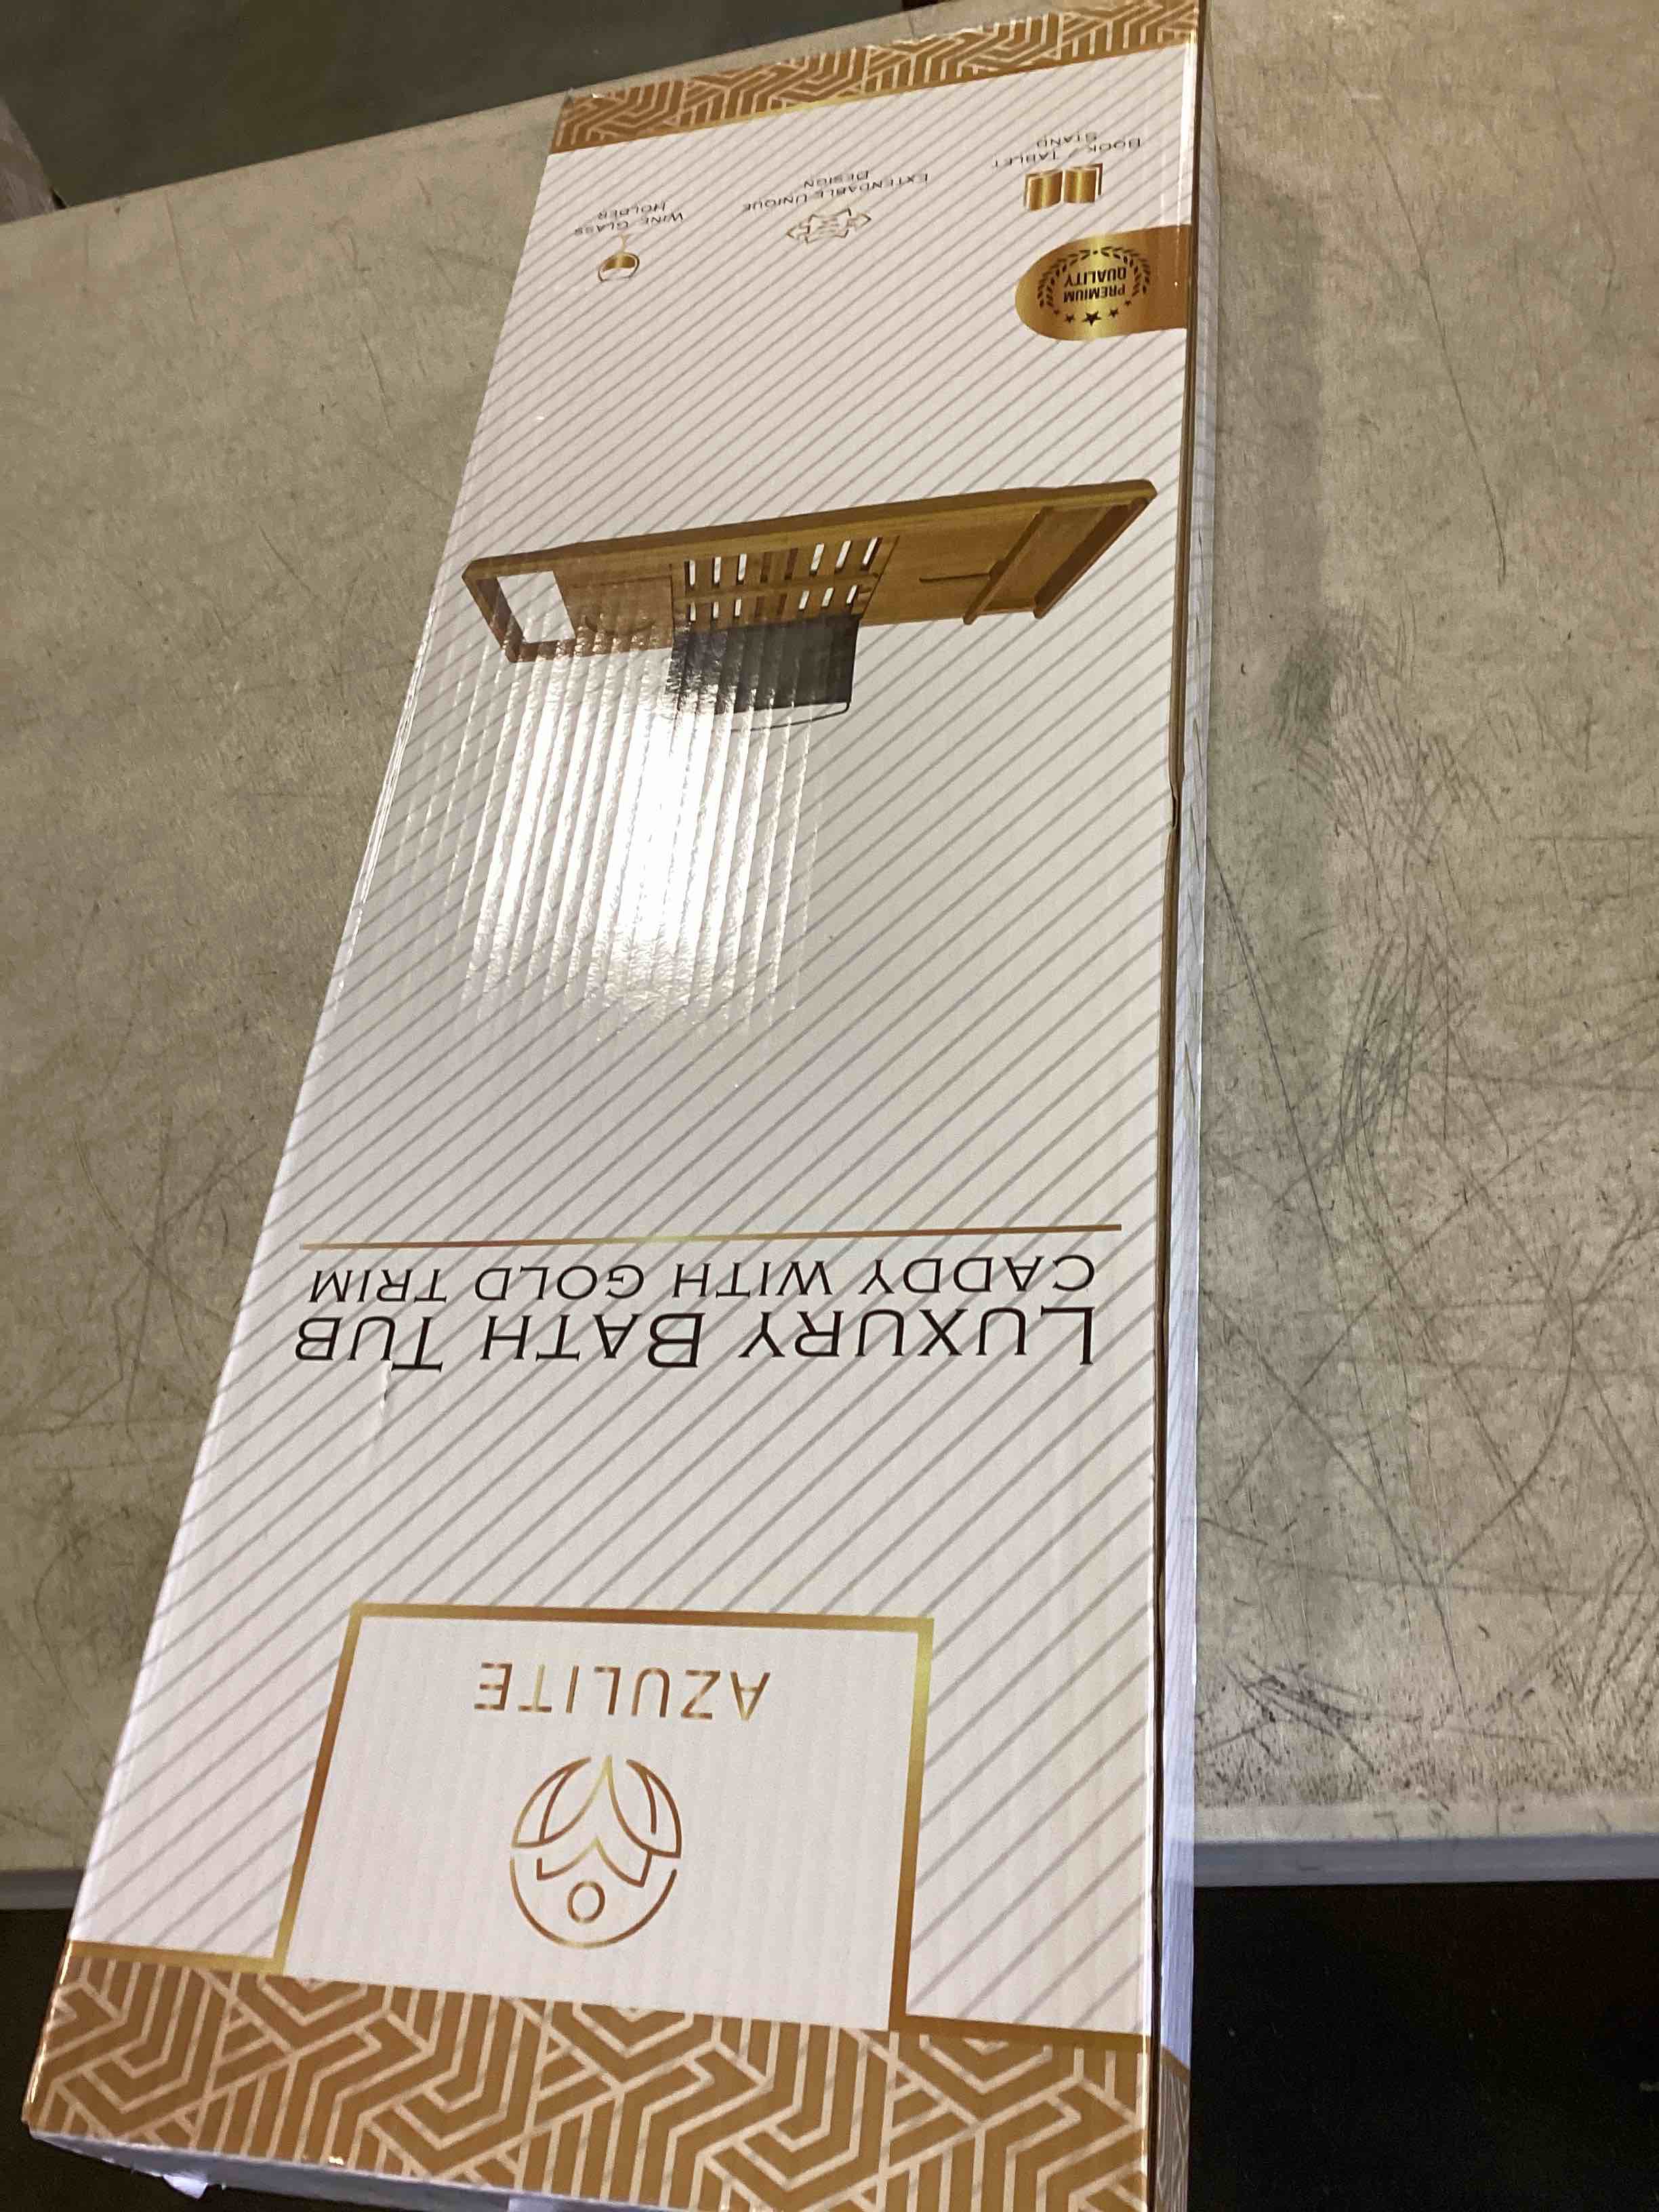 AZULITE
LUXURY BATH TUB
CADDY WITH GOLD TRIM
PREMIUM
QUALITY
BOOK / TABLET
STAND
EXTENDABLE UNIQUE
DESIGN
WINE GLASS
HOLDER